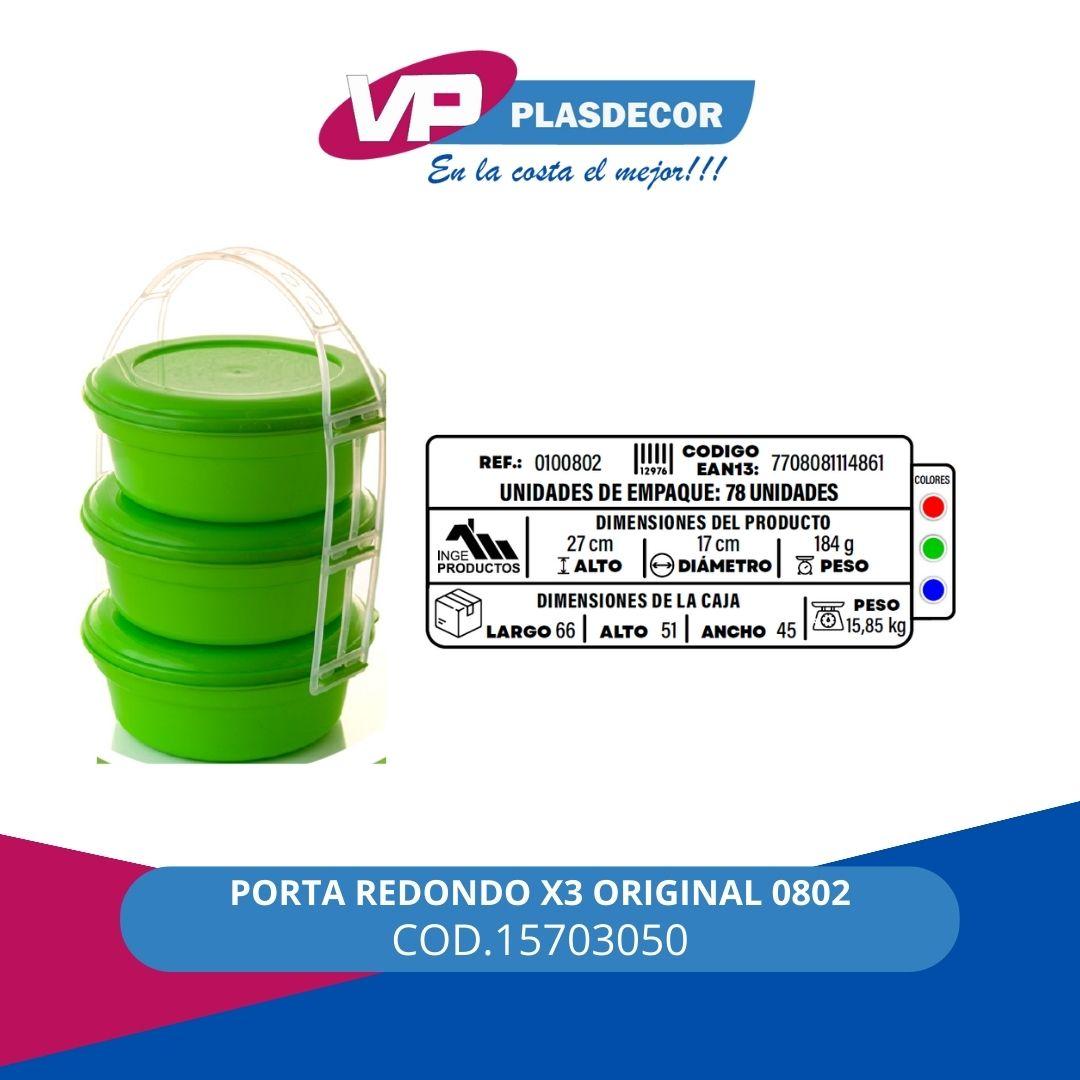 VP PLASDECOR
En la costa el mejor!!!
REF.: 0100802
12976
CODIGO
EAN13: 7708081114861
UNIDADES DE EMPAQUE: 78 UNIDADES
COLORES
INGE
PRODUCTOS
DIMENSIONES DEL PRODUCTO
27 cm
ALTO
17 cm
DIÁMETRO
184 g
PESO
DIMENSIONES DE LA CAJA
LARGO 66
ALTO 51
ANCHO 45
PESO
15,85 kg
PORTA REDONDO X3 ORIGINAL 0802
COD.15703050